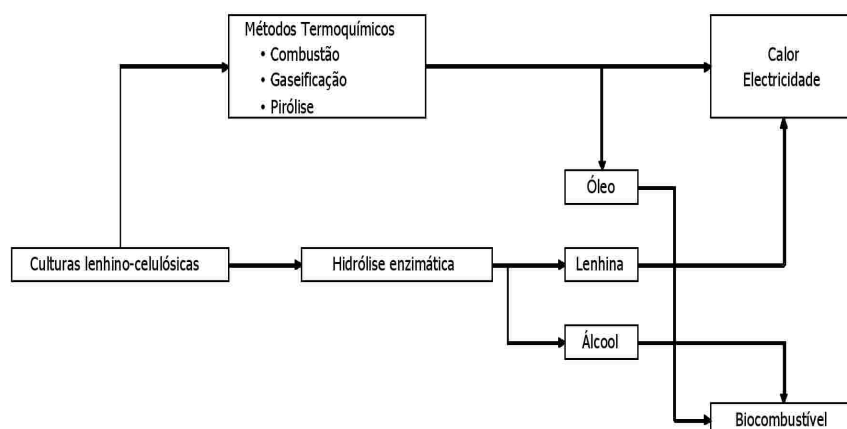 Métodos Termoquímicos
• Combustão
• Gaseificação
• Pirólise
Calor
Electricidade
Óleo
Culturas lenhino-celulósicas
Hidrólise enzimática
Lenhina
Álcool
Biocombustível